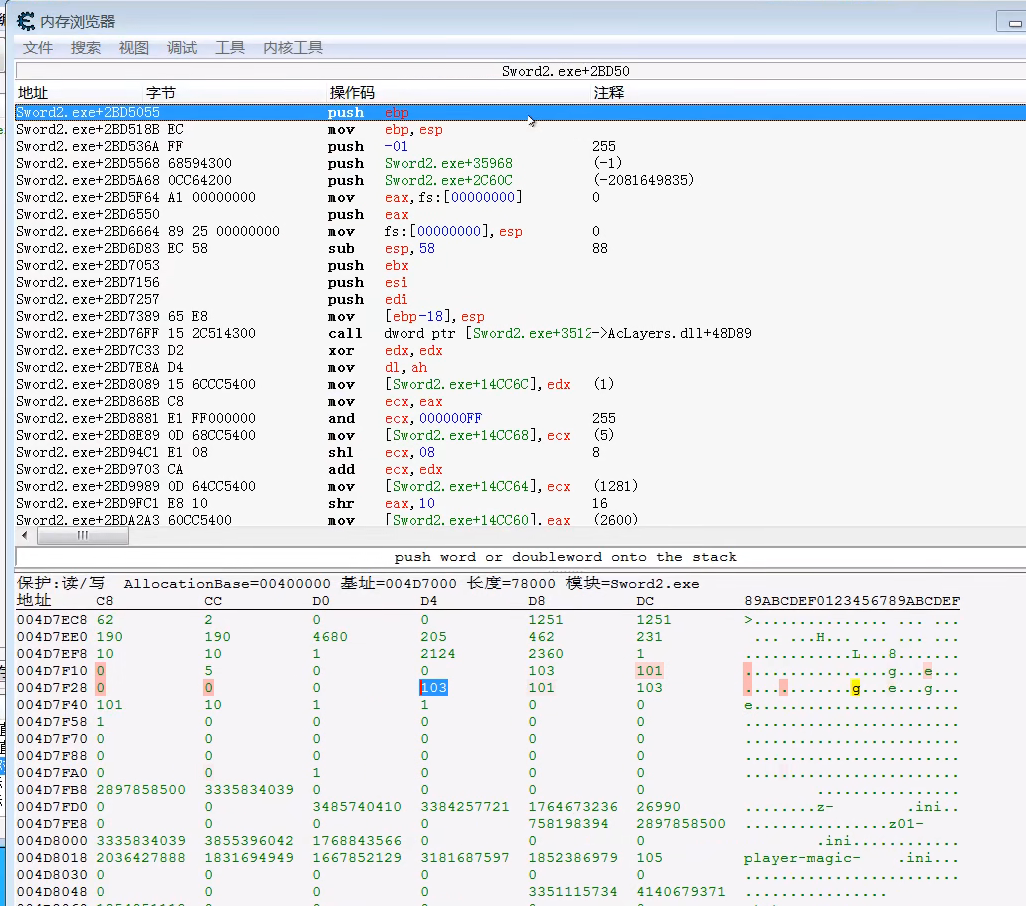 内存浏览器
文件 搜索 视图 调试 工具 内核工具
Sword2.exe+2BD50
地址 字节 操作码 注释
Sword2.exe+2BD5055 push ebp
Sword2.exe+2BD518B EC mov ebp,esp
Sword2.exe+2BD536A FF push -01 255
Sword2.exe+2BD5568 68594300 push Sword2.exe+35968 (-1)
Sword2.exe+2BD5A68 0CC64200 push Sword2.exe+2C60C (-2081649835)
Sword2.exe+2BD5F64 A1 00000000 mov eax,fs:[00000000] 0
Sword2.exe+2BD6550 push eax
Sword2.exe+2BD6664 89 25 00000000 mov fs:[00000000],esp 0
Sword2.exe+2BD6D83 EC 58 sub esp,58 88
Sword2.exe+2BD7053 push ebx
Sword2.exe+2BD7156 push esi
Sword2.exe+2BD7257 push edi
Sword2.exe+2BD7389 65 E8 mov [ebp-18],esp
Sword2.exe+2BD76FF 15 2C514300 call dword ptr [Sword2.exe+3512->AcLayers.dll+48D89
Sword2.exe+2BD7C33 D2 xor edx,edx
Sword2.exe+2BD7E8A D4 mov dl,ah
Sword2.exe+2BD8089 15 6CCC5400 mov [Sword2.exe+14CC6C],edx (1)
Sword2.exe+2BD868B C8 mov ecx,eax
Sword2.exe+2BD8881 E1 FF000000 and ecx,000000FF 255
Sword2.exe+2BD8E89 0D 68CC5400 mov [Sword2.exe+14CC68],ecx (5)
Sword2.exe+2BD94C1 E1 08 shl ecx,08 8
Sword2.exe+2BD9703 CA add ecx,edx
Sword2.exe+2BD9989 0D 64CC5400 mov [Sword2.exe+14CC64],ecx (1281)
Sword2.exe+2BD9FC1 E8 10 shr eax,10 16
Sword2.exe+2BDA2A3 60CC5400 mov [Sword2.exe+14CC60],eax (2600)
push word or doubleword onto the stack
保护:读/写 AllocationBase=00400000 基址=004D7000 长度=78000 模块=Sword2.exe
地址 C8 CC D0 D4 D8 DC 89ABCDEF0123456789ABCDEF
004D7EC8 62 2 0 0 1251 1251 >............... ... ...
004D7EE0 190 190 4680 205 462 231 ... ...H... ... ... ...
004D7EF8 10 10 1 2124 2360 1 ............L...8.......
004D7F10 0 5 0 0 103 101 ................g...e...
004D7F28 0 0 0 103 101 103 ............g...e...g...
004D7F40 101 10 1 1 0 0 e.......................
004D7F58 1 0 0 0 0 0 ........................
004D7F70 0 0 0 0 0 0 ........................
004D7F88 0 0 0 0 0 0 ........................
004D7FA0 0 0 1 0 0 0 ........................
004D7FB8 2897858500 3335834039 0 0 0 0 ................
004D7FD0 0 0 3485740410 3384257721 1764673236 26990 ........z- .ini..
004D7FE8 0 0 0 0 758198394 2897858500 ................z01-
004D8000 3335834039 3855396042 1768843566 0 0 0 .ini............
004D8018 2036427888 1831694949 1667852129 3181687597 1852386979 105 player-magic- .ini...
004D8030 0 0 0 0 0 0 ........................
004D8048 0 0 0 0 3351115734 4140679371 ................